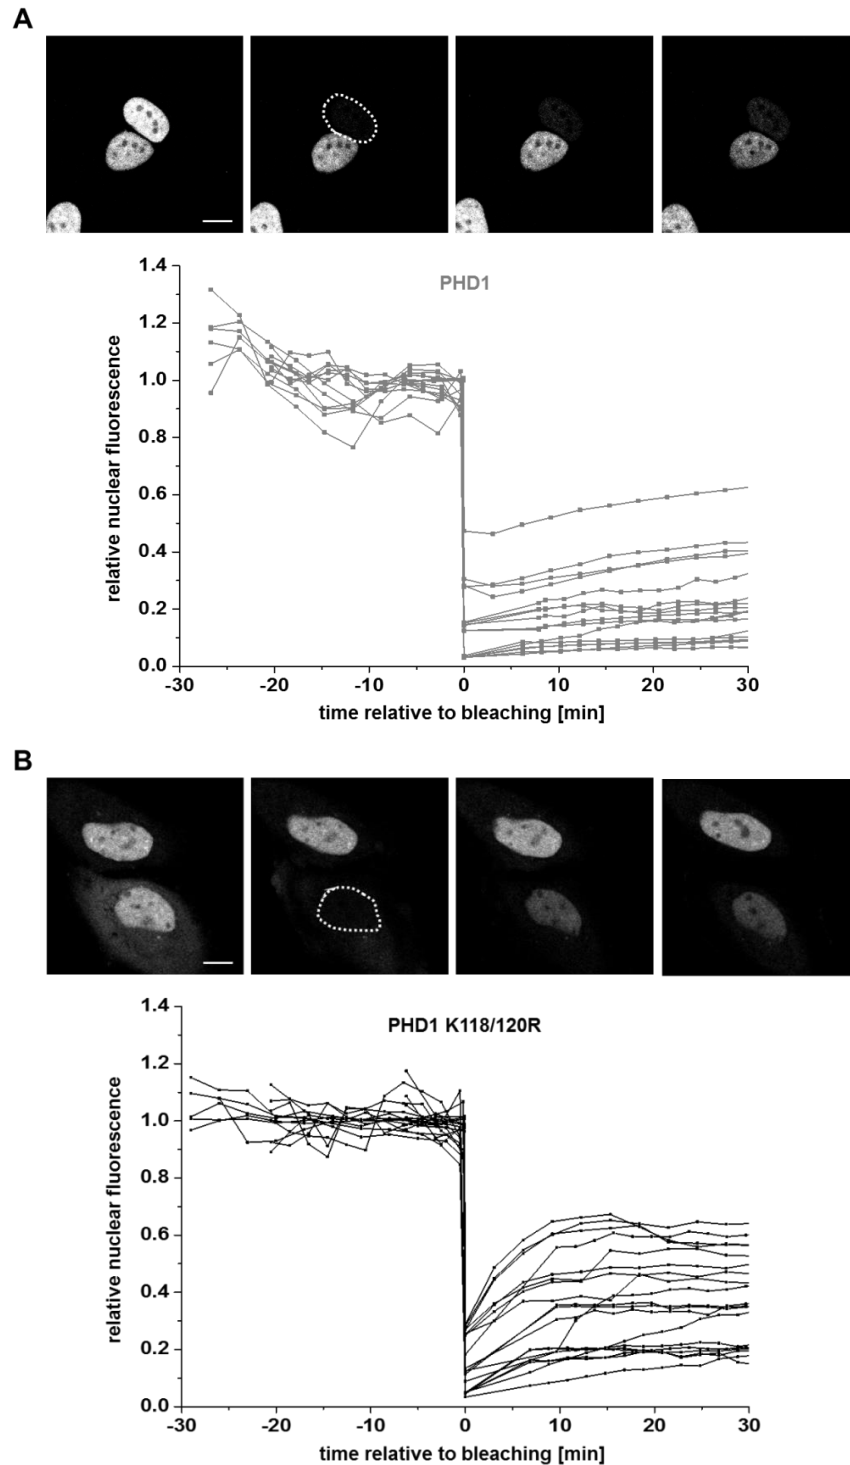 A
PHD1
relative nuclear fluorescence
1.4
1.2
1.0
0.8
0.6
0.4
0.2
0.0
-30 -20 -10 0 10 20 30
time relative to bleaching [min]
B
PHD1 K118/120R
relative nuclear fluorescence
1.4
1.2
1.0
0.8
0.6
0.4
0.2
0.0
-30 -20 -10 0 10 20 30
time relative to bleaching [min]